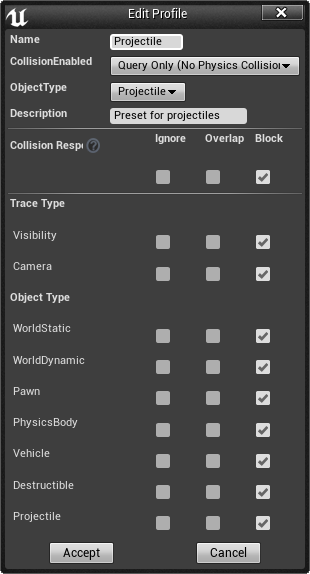 Edit Profile
Name Projectile
CollisionEnabled Query Only (No Physics Collision
ObjectType Projectile
Description Preset for projectiles
Collision Respo ? Ignore Overlap Block
Trace Type
Visibility
Camera
Object Type
WorldStatic
WorldDynamic
Pawn
PhysicsBody
Vehicle
Destructible
Projectile
Accept Cancel